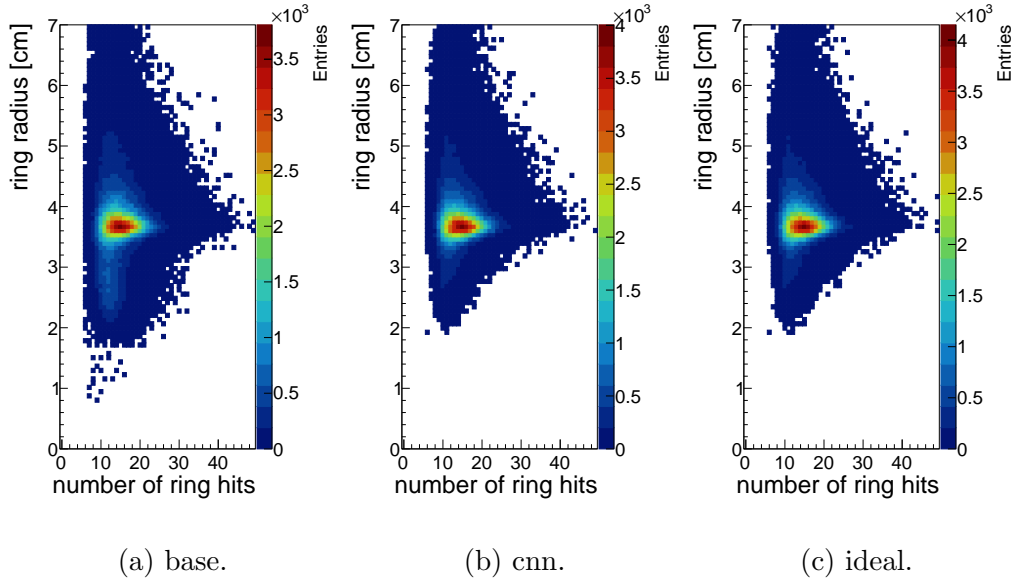 ×10³ ×10³ ×10³
ring radius [cm] Entries ring radius [cm] Entries ring radius [cm] Entries
7 6 5 4 3 2 1 0
3.5 3 2.5 2 1.5 1 0.5 0
7 6 5 4 3 2 1 0
4 3.5 3 2.5 2 1.5 1 0.5 0
7 6 5 4 3 2 1 0
4 3.5 3 2.5 2 1.5 1 0.5 0
0 10 20 30 40 0 10 20 30 40 0 10 20 30 40
number of ring hits number of ring hits number of ring hits
(a) base. (b) cnn. (c) ideal.